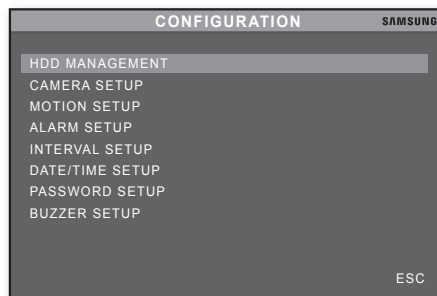 CONFIGURATION SAMSUNG
HDD MANAGEMENT
CAMERA SETUP
MOTION SETUP
ALARM SETUP
INTERVAL SETUP
DATE/TIME SETUP
PASSWORD SETUP
BUZZER SETUP
ESC